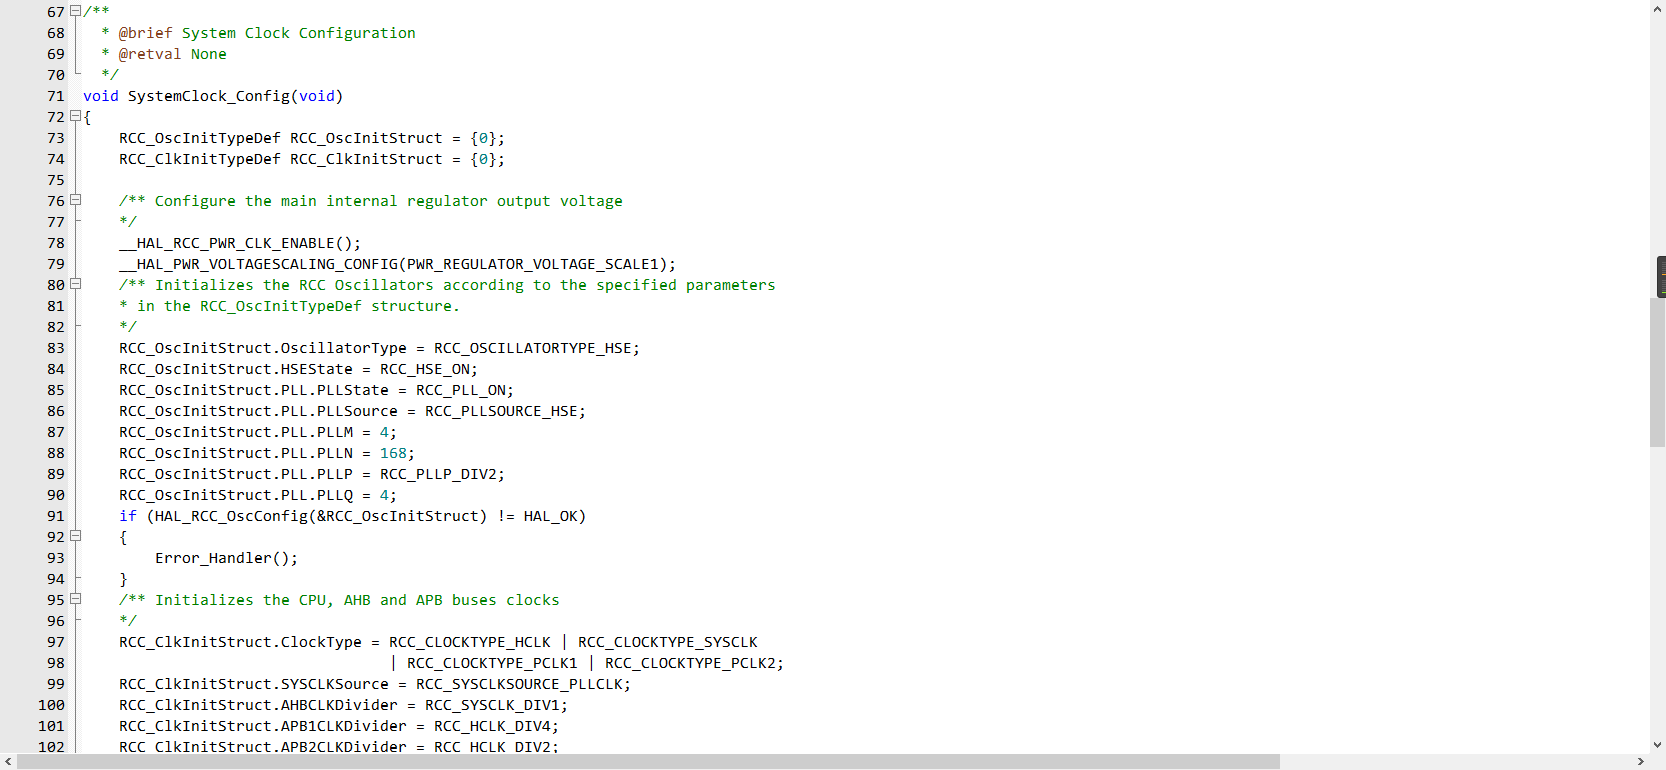 67 /**
68   * @brief System Clock Configuration
69   * @retval None
70   */
71 void SystemClock_Config(void)
72 {
73     RCC_OscInitTypeDef RCC_OscInitStruct = {0};
74     RCC_ClkInitTypeDef RCC_ClkInitStruct = {0};
75
76     /** Configure the main internal regulator output voltage
77     */
78     __HAL_RCC_PWR_CLK_ENABLE();
79     __HAL_PWR_VOLTAGESCALING_CONFIG(PWR_REGULATOR_VOLTAGE_SCALE1);
80     /** Initializes the RCC Oscillators according to the specified parameters
81     * in the RCC_OscInitTypeDef structure.
82     */
83     RCC_OscInitStruct.OscillatorType = RCC_OSCILLATORTYPE_HSE;
84     RCC_OscInitStruct.HSEState = RCC_HSE_ON;
85     RCC_OscInitStruct.PLL.PLLState = RCC_PLL_ON;
86     RCC_OscInitStruct.PLL.PLLSource = RCC_PLLSOURCE_HSE;
87     RCC_OscInitStruct.PLL.PLLM = 4;
88     RCC_OscInitStruct.PLL.PLLN = 168;
89     RCC_OscInitStruct.PLL.PLLP = RCC_PLLP_DIV2;
90     RCC_OscInitStruct.PLL.PLLQ = 4;
91     if (HAL_RCC_OscConfig(&RCC_OscInitStruct) != HAL_OK)
92     {
93         Error_Handler();
94     }
95     /** Initializes the CPU, AHB and APB buses clocks
96     */
97     RCC_ClkInitStruct.ClockType = RCC_CLOCKTYPE_HCLK | RCC_CLOCKTYPE_SYSCLK
98                                   | RCC_CLOCKTYPE_PCLK1 | RCC_CLOCKTYPE_PCLK2;
99     RCC_ClkInitStruct.SYSCLKSource = RCC_SYSCLKSOURCE_PLLCLK;
100     RCC_ClkInitStruct.AHBCLKDivider = RCC_SYSCLK_DIV1;
101     RCC_ClkInitStruct.APB1CLKDivider = RCC_HCLK_DIV4;
102     RCC_ClkInitStruct.APB2CLKDivider = RCC_HCLK_DIV2;